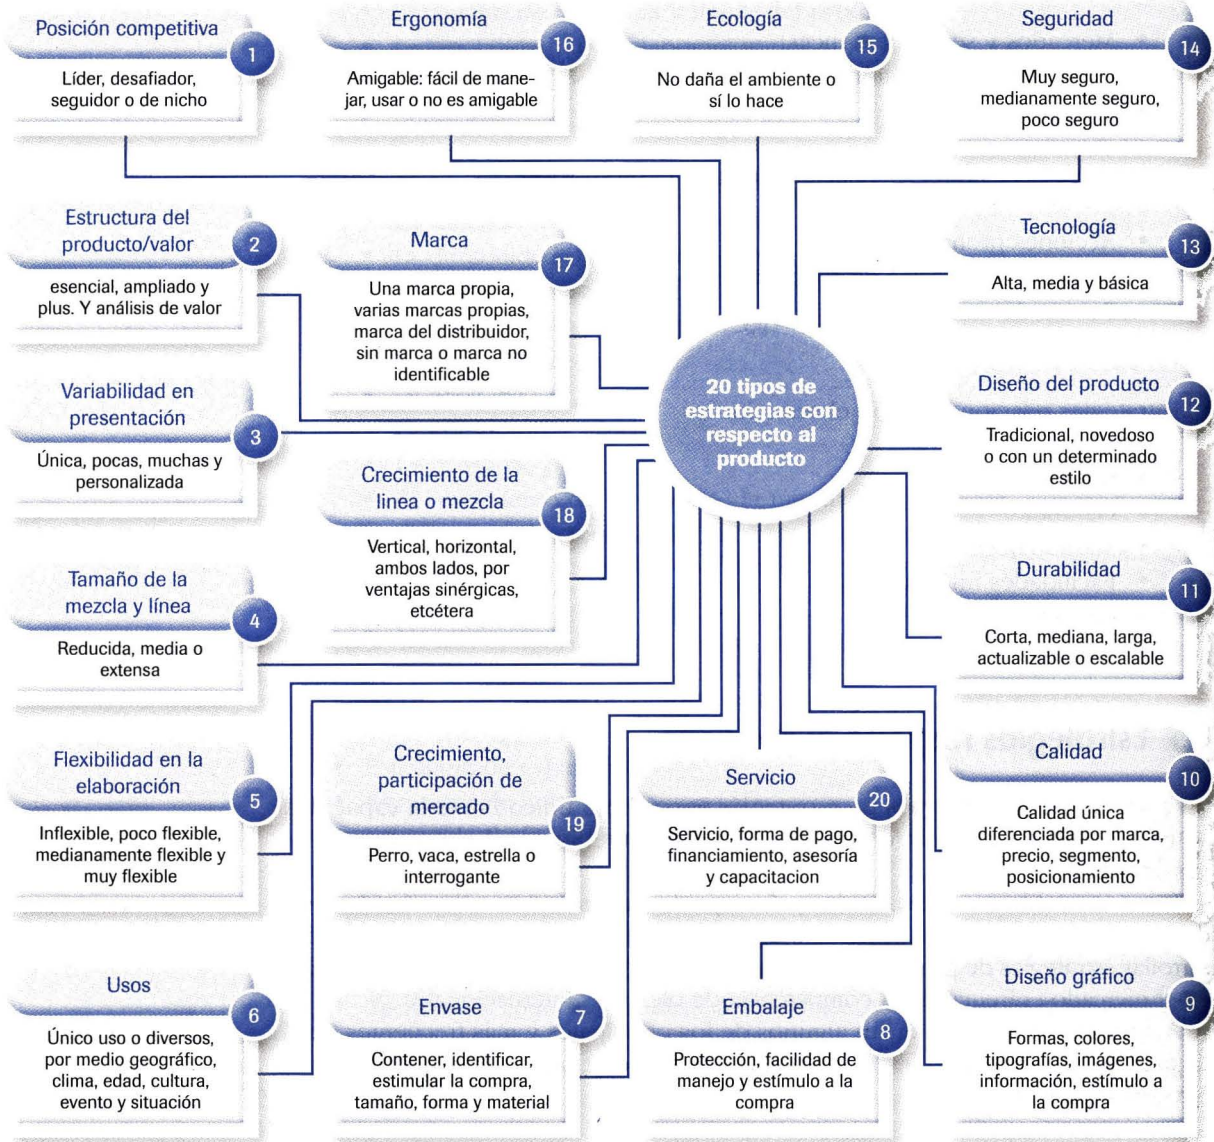 Posición competitiva
1
Líder, desafiador,
seguidor o de nicho
Ergonomía
16
Amigable: fácil de mane-
jar, usar o no es amigable
Ecología
15
No daña el ambiente o
sí lo hace
Seguridad
14
Muy seguro,
medianamente seguro,
poco seguro
Estructura del
producto/valor
2
esencial, ampliado y
plus. Y análisis de valor
Marca
17
Una marca propia,
varias marcas propias,
marca del distribuidor,
sin marca o marca no
identificable
Tecnología
13
Alta, media y básica
20 tipos de
estrategias con
respecto al
producto
Variabilidad en
presentación
3
Única, pocas, muchas y
personalizada
Diseño del producto
12
Tradicional, novedoso
o con un determinado
estilo
Crecimiento de la
linea o mezcla
18
Vertical, horizontal,
ambos lados, por
ventajas sinérgicas,
etcétera
Tamaño de la
mezcla y línea
4
Reducida, media o
extensa
Durabilidad
11
Corta, mediana, larga,
actualizable o escalable
Flexibilidad en la
elaboración
5
Inflexible, poco flexible,
medianamente flexible y
muy flexible
Crecimiento,
participación de
mercado
19
Perro, vaca, estrella o
interrogante
Servicio
20
Servicio, forma de pago,
financiamiento, asesoría
y capacitacion
Calidad
10
Calidad única
diferenciada por marca,
precio, segmento,
posicionamiento
Usos
6
Único uso o diversos,
por medio geográfico,
clima, edad, cultura,
evento y situación
Envase
7
Contener, identificar,
estimular la compra,
tamaño, forma y material
Embalaje
8
Protección, facilidad de
manejo y estímulo a la
compra
Diseño gráfico
9
Formas, colores,
tipografías, imágenes,
información, estímulo a
la compra